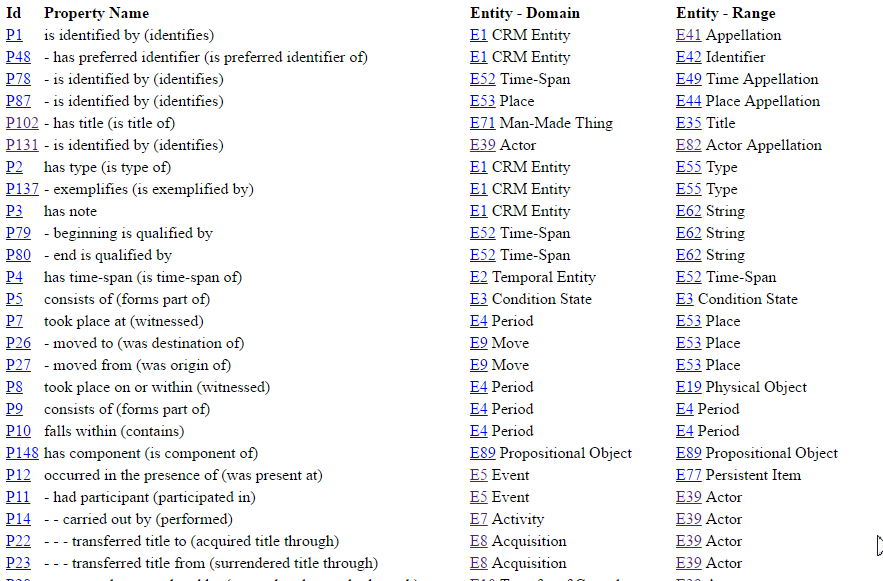 Id Property Name Entity - Domain Entity - Range
P1 is identified by (identifies) E1 CRM Entity E41 Appellation
P48 - has preferred identifier (is preferred identifier of) E1 CRM Entity E42 Identifier
P78 - is identified by (identifies) E52 Time-Span E49 Time Appellation
P87 - is identified by (identifies) E53 Place E44 Place Appellation
P102 - has title (is title of) E71 Man-Made Thing E35 Title
P131 - is identified by (identifies) E39 Actor E82 Actor Appellation
P2 has type (is type of) E1 CRM Entity E55 Type
P137 - exemplifies (is exemplified by) E1 CRM Entity E55 Type
P3 has note E1 CRM Entity E62 String
P79 - beginning is qualified by E52 Time-Span E62 String
P80 - end is qualified by E52 Time-Span E62 String
P4 has time-span (is time-span of) E2 Temporal Entity E52 Time-Span
P5 consists of (forms part of) E3 Condition State E3 Condition State
P7 took place at (witnessed) E4 Period E53 Place
P26 - moved to (was destination of) E9 Move E53 Place
P27 - moved from (was origin of) E9 Move E53 Place
P8 took place on or within (witnessed) E4 Period E19 Physical Object
P9 consists of (forms part of) E4 Period E4 Period
P10 falls within (contains) E4 Period E4 Period
P148 has component (is component of) E89 Propositional Object E89 Propositional Object
P12 occurred in the presence of (was present at) E5 Event E77 Persistent Item
P11 - had participant (participated in) E5 Event E39 Actor
P14 - - carried out by (performed) E7 Activity E39 Actor
P22 - - - transferred title to (acquired title through) E8 Acquisition E39 Actor
P23 - - - transferred title from (surrendered title through) E8 Acquisition E39 Actor